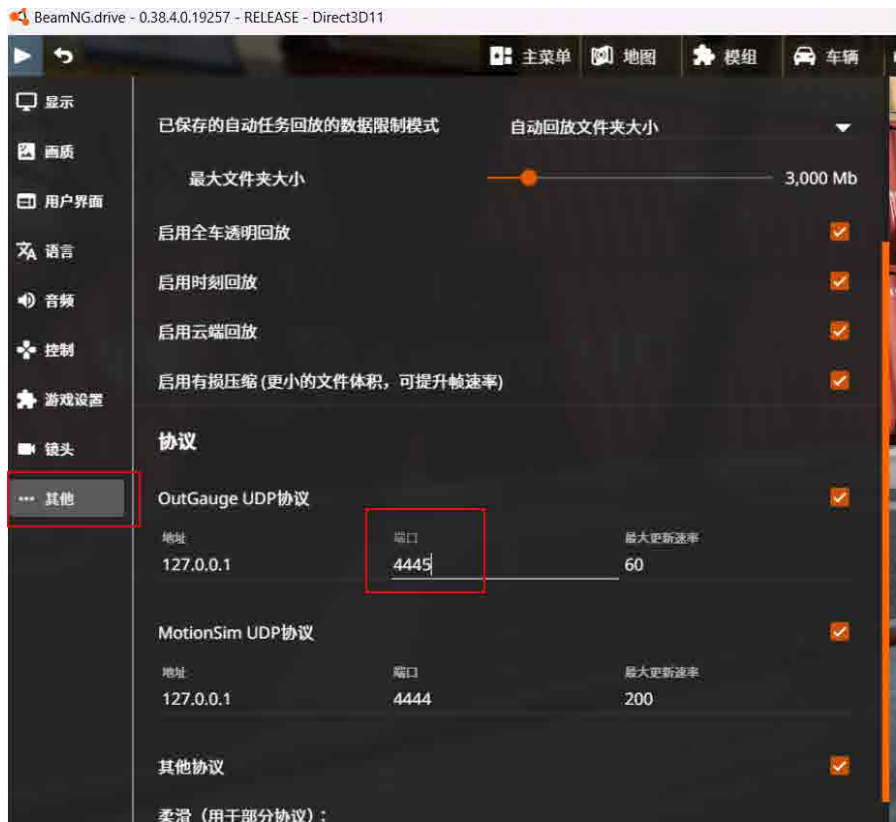 BeamNG.drive - 0.38.4.0.19257 - RELEASE - Direct3D11
主菜单 地图 模组 车辆
显示
画质
用户界面
语言
音频
控制
游戏设置
镜头
其他
已保存的自动任务回放的数据限制模式 自动回放文件夹大小
最大文件夹大小 3,000 Mb
启用全车透明回放
启用时刻回放
启用云端回放
启用有损压缩 (更小的文件体积，可提升帧速率)
协议
OutGauge UDP协议
地址 端口 最大更新速率
127.0.0.1 4445 60
MotionSim UDP协议
地址 端口 最大更新速率
127.0.0.1 4444 200
其他协议
柔滑（用于部分协议）：